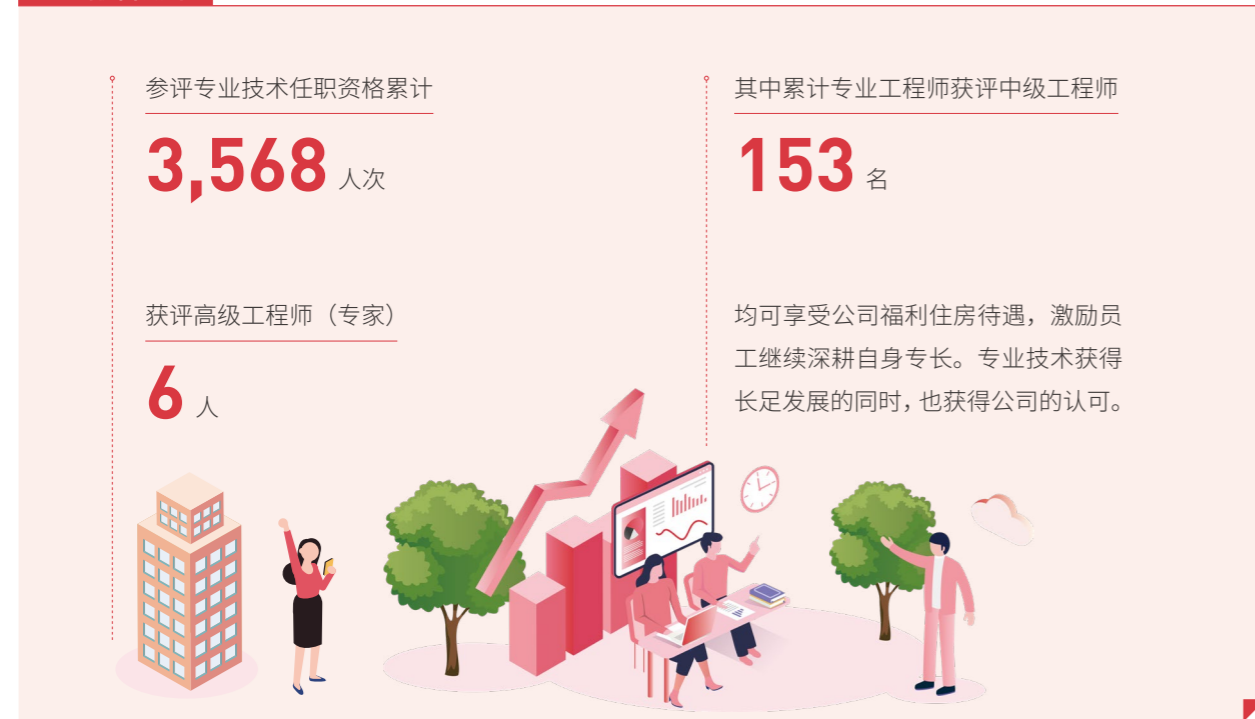 参评专业技术任职资格累计
3,568 人次
其中累计专业工程师获评中级工程师
153 名
获评高级工程师（专家）
6 人
均可享受公司福利住房待遇，激励员
工继续深耕自身专长。专业技术获得
长足发展的同时，也获得公司的认可。